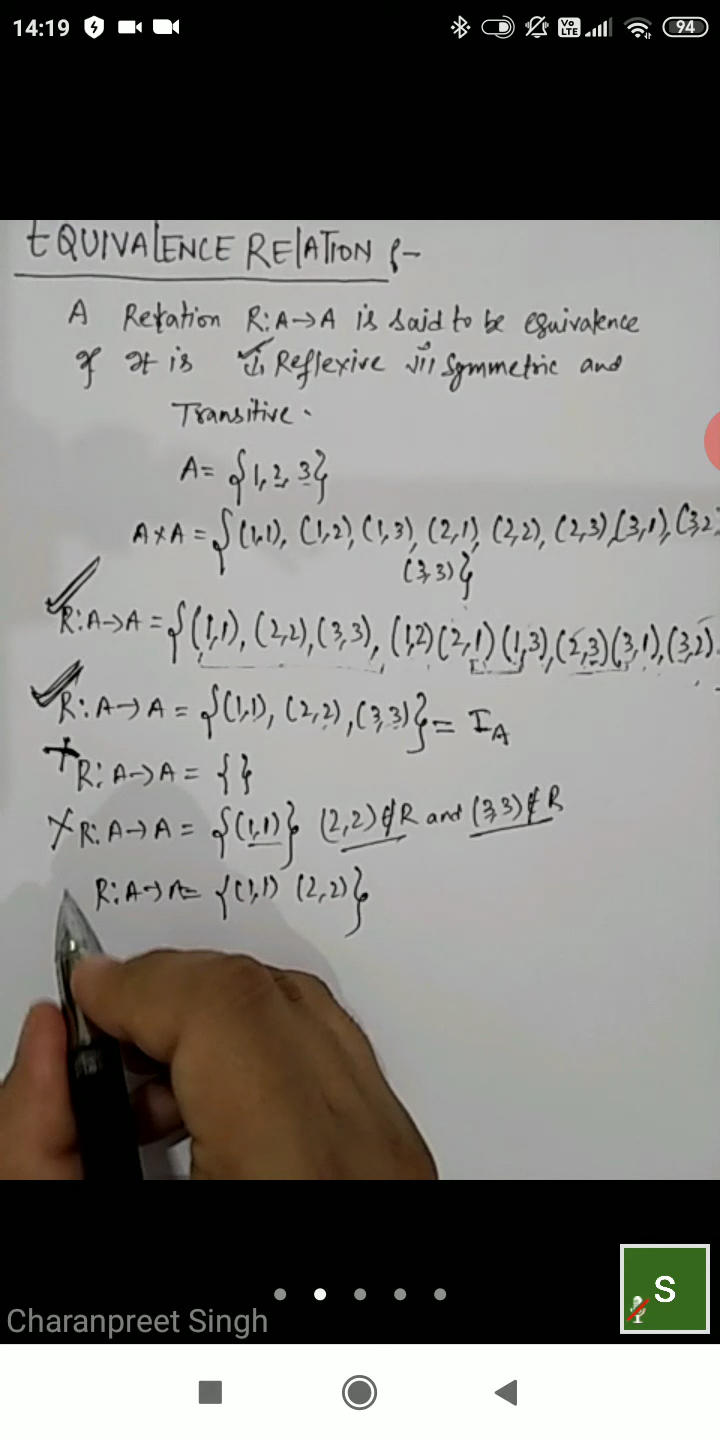 14:19
Vo LTE
94
EQUIVALENCE RELATION :-
A Relation R: A→A is said to be equivalence
if It is (i) Reflexive (ii) Symmetric and
Transitive.
A = {1, 2, 3}
A×A = {(1,1), (1,2), (1,3), (2,1), (2,2), (2,3), (3,1), (3,2
(3,3)}
R: A→A = {(1,1), (2,2), (3,3), (1,2) (2,1) (1,3), (2,3) (3,1), (3,2).
R: A→A = {(1,1), (2,2), (3,3)} = I_A
R: A→A = { }
R: A→A = {(1,1)} (2,2)∉R and (3,3)∉R
R: A→A= {(1,1) (2,2)}
S
Charanpreet Singh